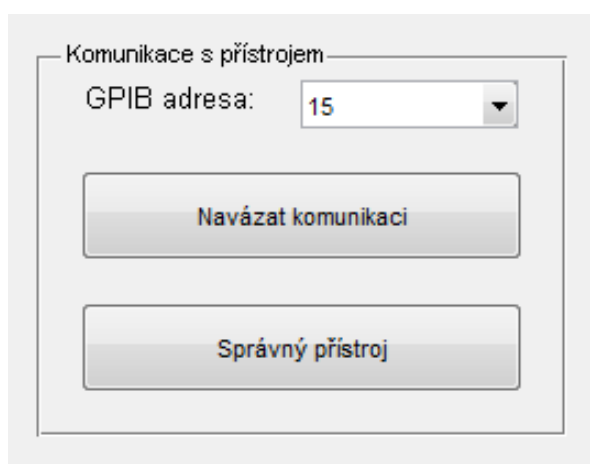 Komunikace s přístrojem
GPIB adresa: 15
Navázat komunikaci
Správný přístroj